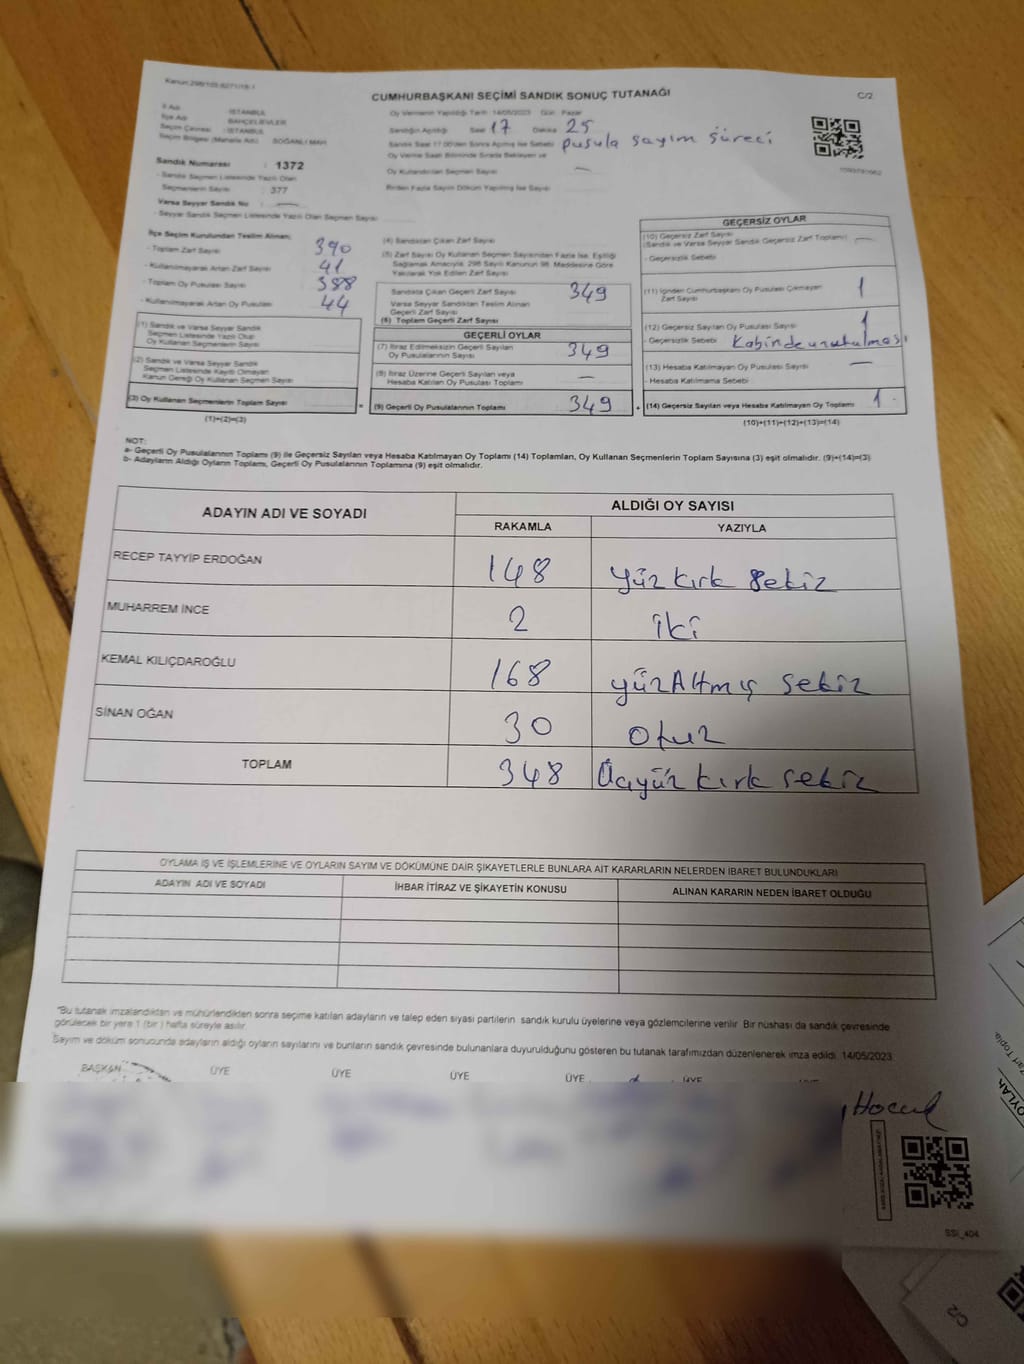 Kanun:298/105-6271/19-1
CUMHURBAŞKANI SEÇİMİ SANDIK SONUÇ TUTANAĞI
C/2
İl Adı : İSTANBUL
İlçe Adı : BAHÇELİEVLER
Seçim Çevresi : İSTANBUL
Seçim Bölgesi (Mahalle Adı) : SOĞANLI MAH.
Sandık Numarası : 1372
- Sandık Seçmen Listesinde Yazılı Olan
Seçmenlerin Sayısı : 377
Varsa Seyyar Sandık No :
- Seyyar Sandık Seçmen Listesinde Yazılı Olan Seçmen Sayısı
Oy Vermenin Yapıldığı Tarih 14/05/2023 Gün Pazar
Sandığın Açıldığı Saat 17 Dakika 25
Sandık Saat 17.00'den Sonra Açılmış İse Sebebi pusula sayım süreci
Oy Verme Saati Bitiminde Sırada Bekleyen ve
Oy Kullandırılan Seçmen Sayısı —
Birden Fazla Sayım Döküm Yapılmış İse Sayısı
İlçe Seçim Kurulundan Teslim Alınan;
- Toplam Zarf Sayısı 390
- Kullanılmayarak Artan Zarf Sayısı 41
- Toplam Oy Pusulası Sayısı 388
- Kullanılmayarak Artan Oy Pusulası 44
(1) Sandık ve Varsa Seyyar Sandık
Seçmen Listesinde Yazılı Olup
Oy Kullanan Seçmenlerin Sayısı
(2) Sandık ve Varsa Seyyar Sandık
Seçmen Listesinde Kayıtlı Olmayan
Kanun Gereği Oy Kullanan Seçmen Sayısı
(3) Oy Kullanan Seçmenlerin Toplam Sayısı
(1)+(2)=(3)
(4) Sandıktan Çıkan Zarf Sayısı
(5) Zarf Sayısı Oy Kullanan Seçmen Sayısından Fazla İse, Eşitliği
Sağlamak Amacıyla, 298 Sayılı Kanunun 98. Maddesine Göre
Yakılarak Yok Edilen Zarf Sayısı
Sandıkta Çıkan Geçerli Zarf Sayısı 349
Varsa Seyyar Sandıktan Teslim Alınan
Geçerli Zarf Sayısı
(6) Toplam Geçerli Zarf Sayısı
GEÇERLİ OYLAR
(7) İtiraz Edilmeksizin Geçerli Sayılan
Oy Pusulalarının Sayısı 349
(8) İtiraz Üzerine Geçerli Sayılan veya
Hesaba Katılan Oy Pusulası Toplamı —
= (9) Geçerli Oy Pusulalarının Toplamı 349
GEÇERSİZ OYLAR
(10) Geçersiz Zarf Sayısı
(Sandık ve Varsa Seyyar Sandık Geçersiz Zarf Toplamı) —
- Geçersizlik Sebebi
(11) İçinden Cumhurbaşkanı Oy Pusulası Çıkmayan
Zarf Sayısı 1
(12) Geçersiz Sayılan Oy Pusulası Sayısı 1
- Geçersizlik Sebebi Kabinde unutulması
(13) Hesaba Katılmayan Oy Pusulası Sayısı —
- Hesaba Katılmama Sebebi
+ (14) Geçersiz Sayılan veya Hesaba Katılmayan Oy Toplamı 1
(10)+(11)+(12)+(13)=(14)
NOT:
a- Geçerli Oy Pusulalarının Toplamı (9) ile Geçersiz Sayılan veya Hesaba Katılmayan Oy Toplamı (14) Toplamları, Oy Kullanan Seçmenlerin Toplam Sayısına (3) eşit olmalıdır. (9)+(14)=(3)
b- Adayların Aldığı Oyların Toplamı, Geçerli Oy Pusulalarının Toplamına (9) eşit olmalıdır.
ADAYIN ADI VE SOYADI ALDIĞI OY SAYISI
RAKAMLA YAZIYLA
RECEP TAYYİP ERDOĞAN 148 Yüz kırk sekiz
MUHARREM İNCE 2 iki
KEMAL KILIÇDAROĞLU 168 yüzAltmış sekiz
SİNAN OĞAN 30 otuz
TOPLAM 348 Üçyüz kırk sekiz
OYLAMA İŞ VE İŞLEMLERİNE VE OYLARIN SAYIM VE DÖKÜMÜNE DAİR ŞİKAYETLERLE BUNLARA AİT KARARLARIN NELERDEN İBARET BULUNDUKLARI
ADAYIN ADI VE SOYADI İHBAR İTİRAZ VE ŞİKAYETİN KONUSU ALINAN KARARIN NEDEN İBARET OLDUĞU
"Bu tutanak imzalandıktan ve mühürlendikten sonra seçime katılan adayların ve talep eden siyasi partilerin sandık kurulu üyelerine veya gözlemcilerine verilir. Bir nüshası da sandık çevresinde
görülecek bir yere 1 (bir) hafta süreyle asılır.
Sayım ve döküm sonucunda adayların aldığı oyların sayılarını ve bunların sandık çevresinde bulunanlara duyurulduğunu gösteren bu tutanak tarafımızdan düzenlenerek imza edildi. 14/05/2023
BAŞKAN ÜYE ÜYE ÜYE ÜYE ÜYE
SSİ_404
C/2